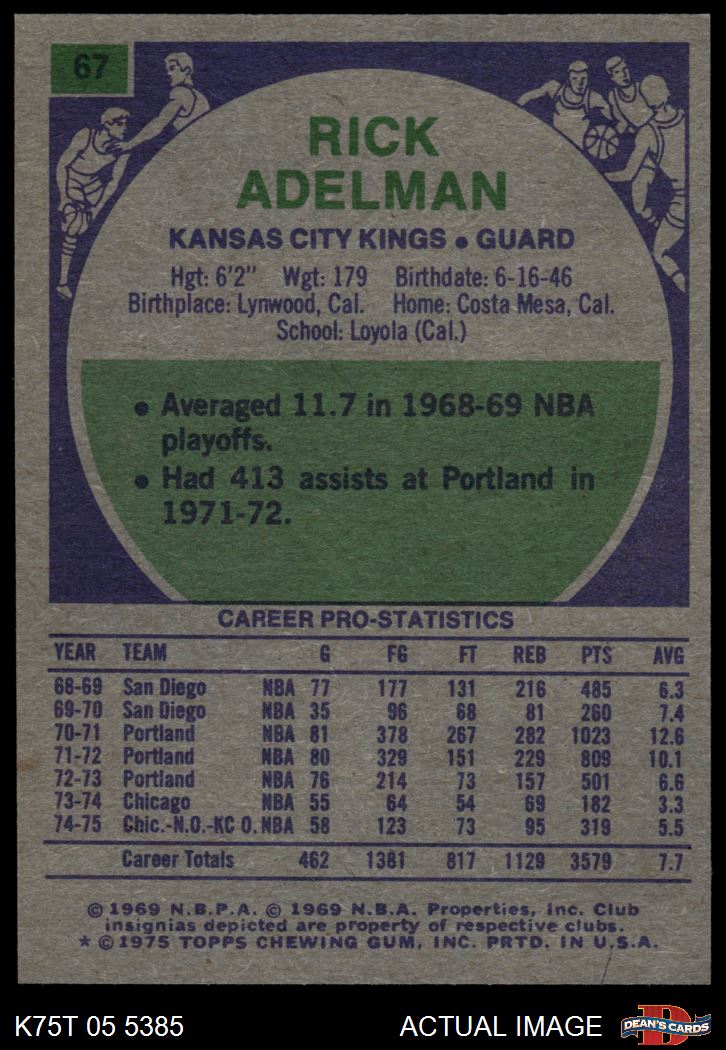 67
RICK
ADELMAN
KANSAS CITY KINGS • GUARD
Hgt: 6'2" Wgt: 179 Birthdate: 6-16-46
Birthplace: Lynwood, Cal. Home: Costa Mesa, Cal.
School: Loyola (Cal.)
• Averaged 11.7 in 1968-69 NBA
playoffs.
• Had 413 assists at Portland in
1971-72.
CAREER PRO-STATISTICS
YEAR TEAM G FG FT REB PTS AVG
68-69 San Diego NBA 77 177 131 216 485 6.3
69-70 San Diego NBA 35 96 68 81 260 7.4
70-71 Portland NBA 81 378 267 282 1023 12.6
71-72 Portland NBA 80 329 151 229 809 10.1
72-73 Portland NBA 76 214 73 157 501 6.6
73-74 Chicago NBA 55 64 54 69 182 3.3
74-75 Chic.-N.O.-KC O. NBA 58 123 73 95 319 5.5
Career Totals 462 1381 817 1129 3579 7.7
© 1969 N.B.P.A. © 1969 N.B.A. Properties, Inc. Club
insignias depicted are property of respective clubs.
* © 1975 TOPPS CHEWING GUM, INC. PRTD. IN U.S.A.
K75T 05 5385 ACTUAL IMAGE
D
DEAN'S CARDS